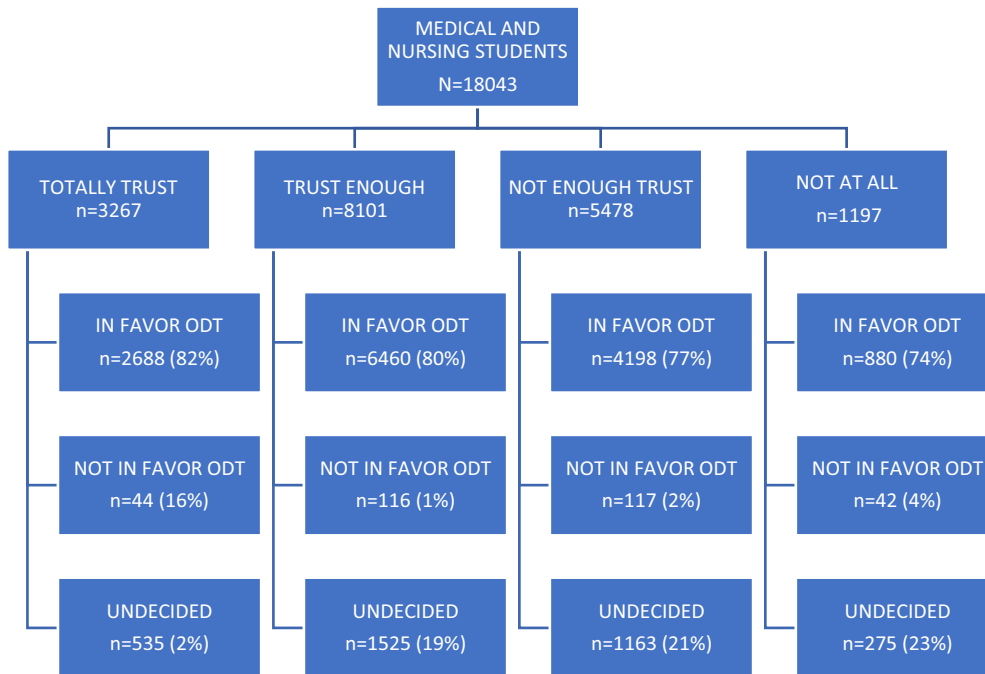 MEDICAL AND
NURSING STUDENTS
N=18043
TOTALLY TRUST
n=3267
TRUST ENOUGH
n=8101
NOT ENOUGH TRUST
n=5478
NOT AT ALL
n=1197
IN FAVOR ODT
n=2688 (82%)
IN FAVOR ODT
n=6460 (80%)
IN FAVOR ODT
n=4198 (77%)
IN FAVOR ODT
n=880 (74%)
NOT IN FAVOR ODT
n=44 (16%)
NOT IN FAVOR ODT
n=116 (1%)
NOT IN FAVOR ODT
n=117 (2%)
NOT IN FAVOR ODT
n=42 (4%)
UNDECIDED
n=535 (2%)
UNDECIDED
n=1525 (19%)
UNDECIDED
n=1163 (21%)
UNDECIDED
n=275 (23%)